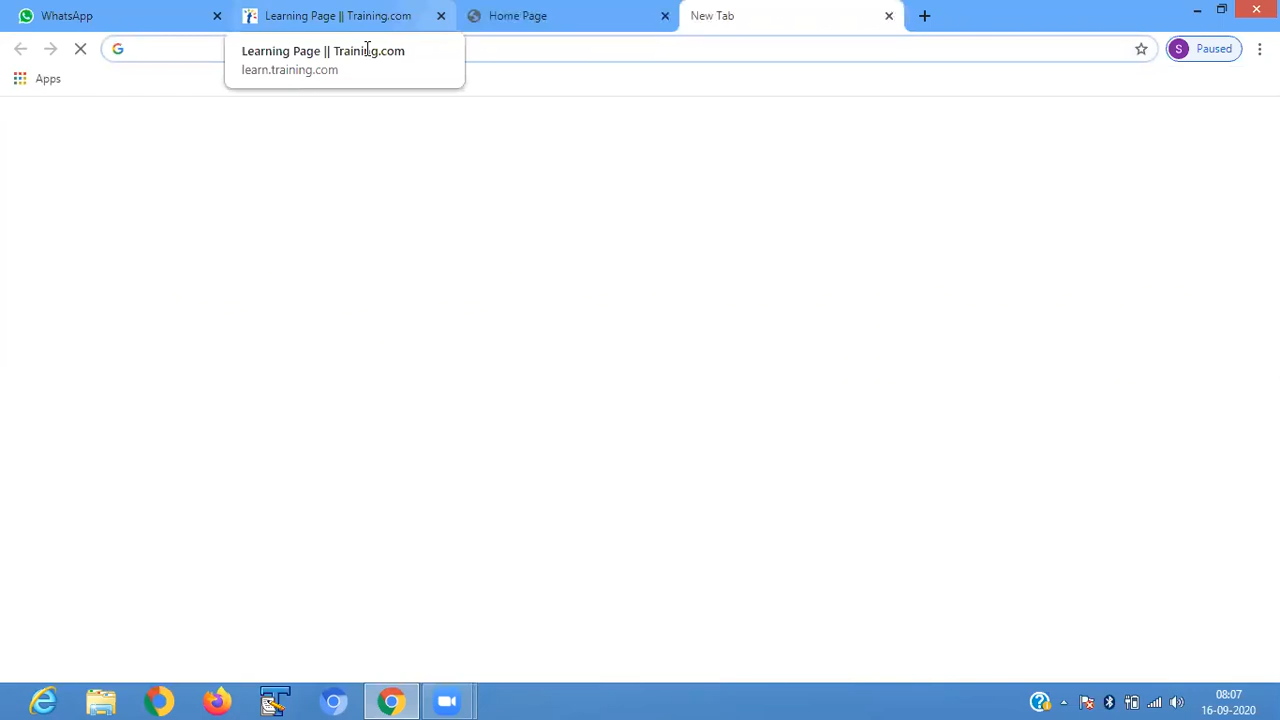 WhatsApp
Learning Page || Training.com
Home Page
New Tab
Learning Page || Training.com
learn.training.com
S Paused
Apps
08:07
16-09-2020